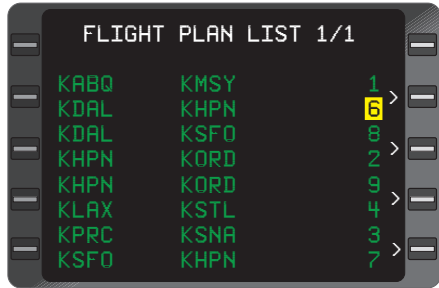 FLIGHT PLAN LIST 1/1
KABQ KMSY 1
KDAL KHPN 6
KDAL KSFO 8
KHPN KORD 2
KHPN KORD 9
KLAX KSTL 4
KPRC KSNA 3
KSFO KHPN 7